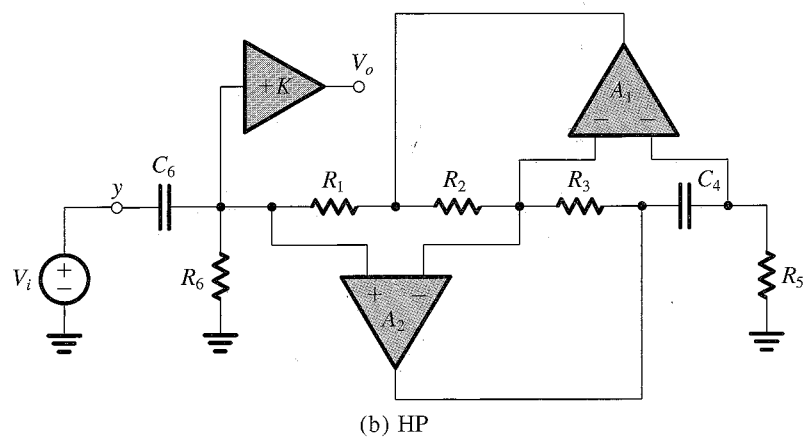 +K
V_o
A_1
− −
C_6
y
R_1
R_2
R_3
C_4
V_i
+
−
R_6
+ −
A_2
R_5
(b) HP